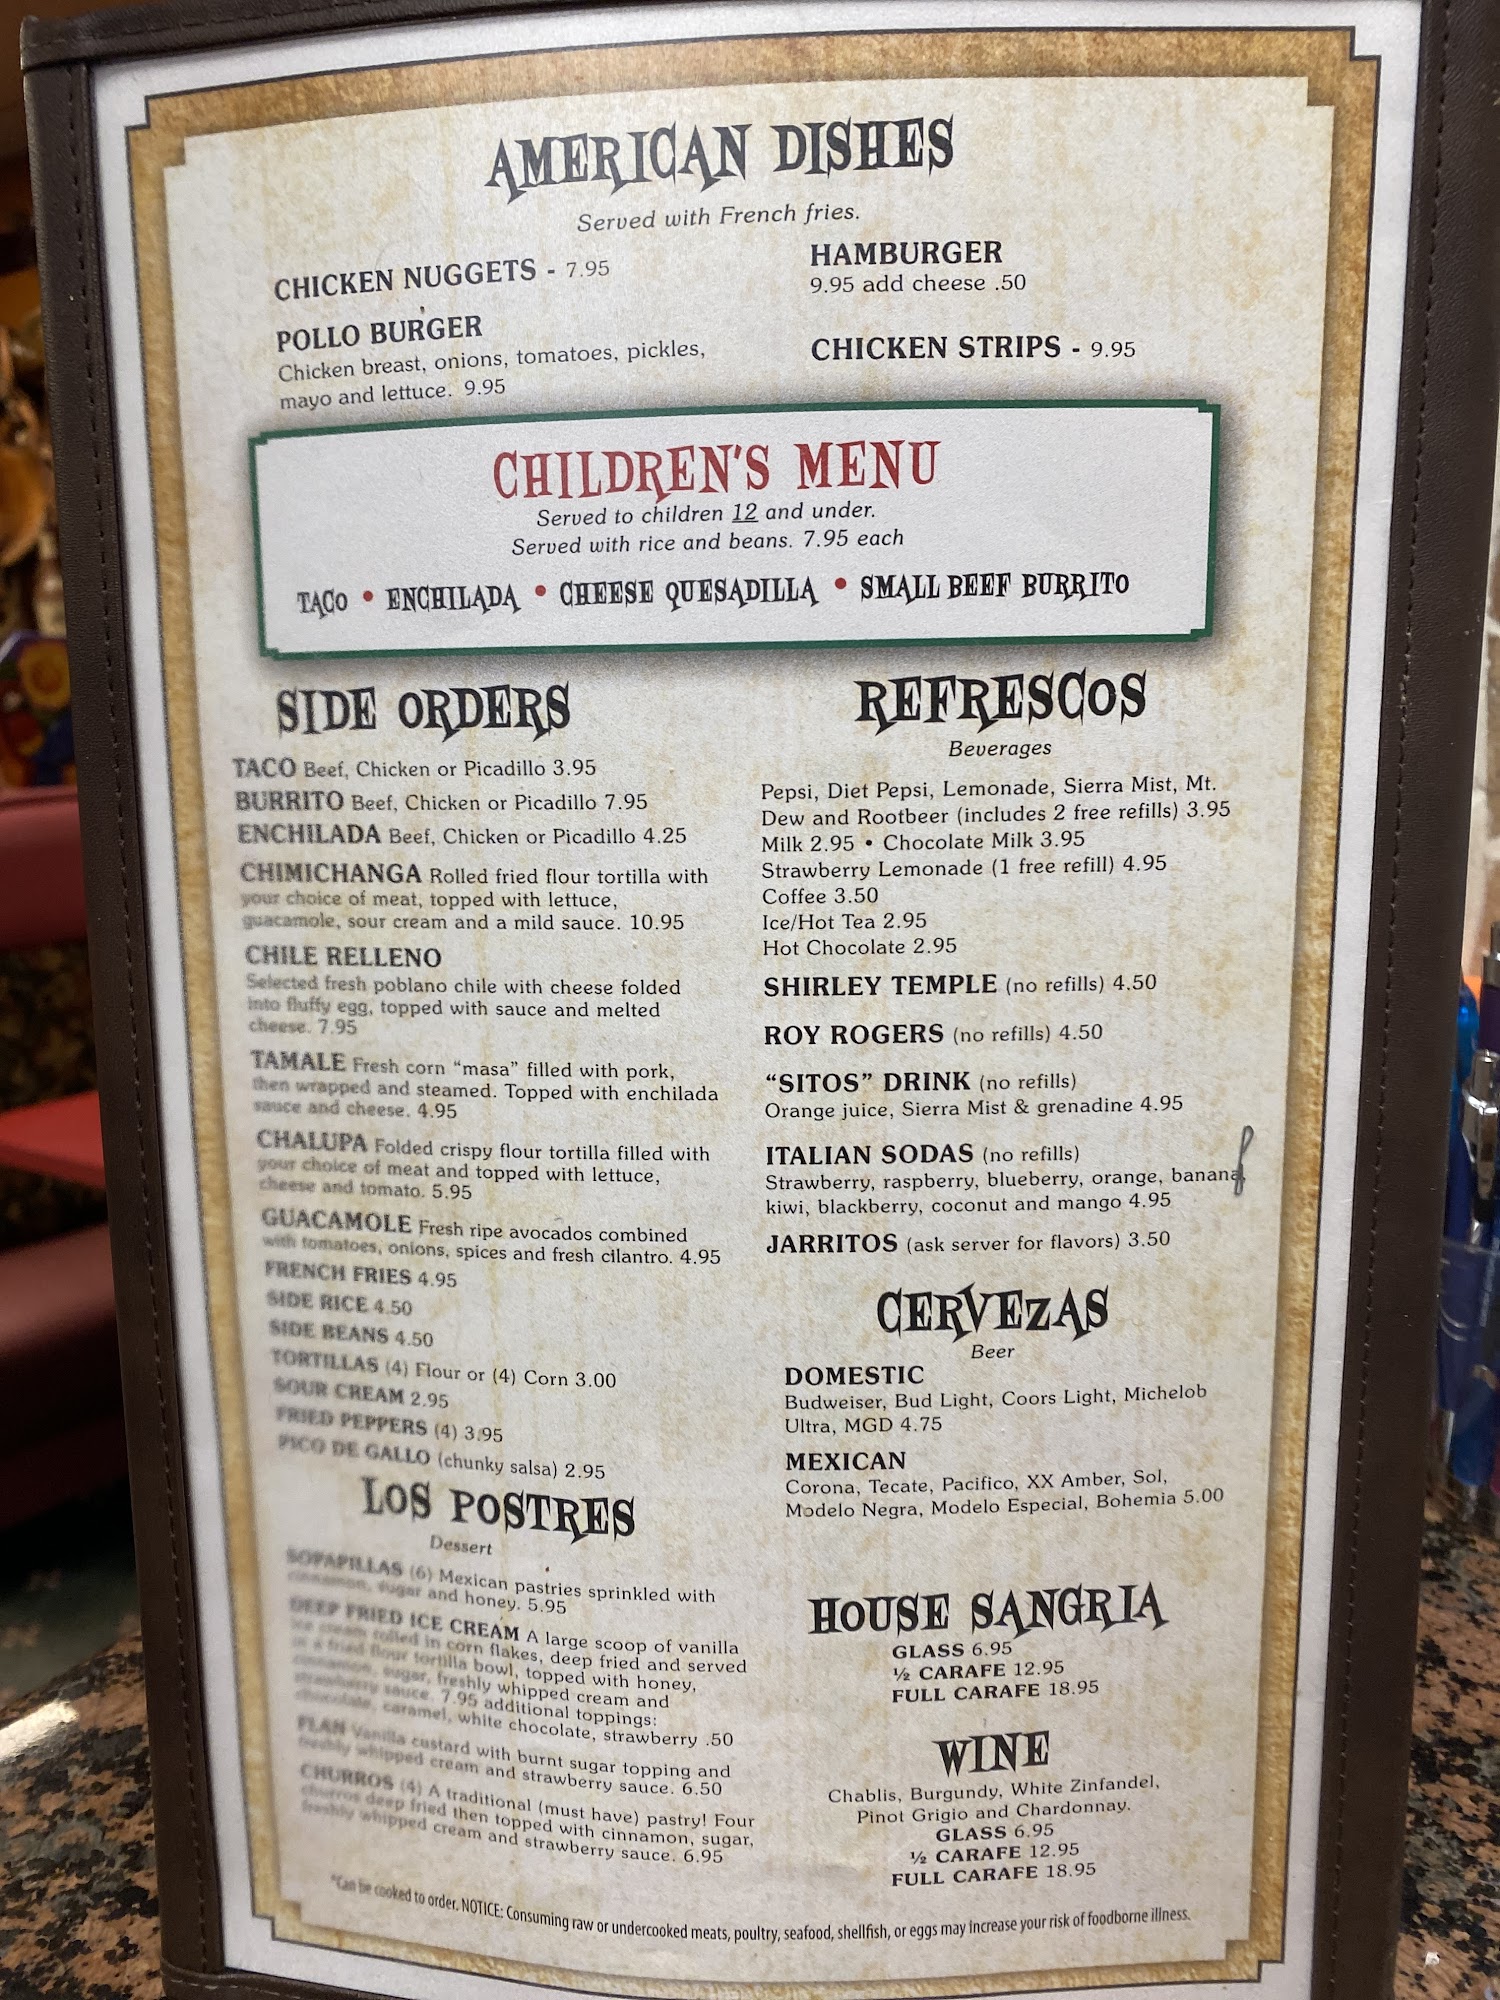 AMERICAN DISHES
Served with French fries.
CHICKEN NUGGETS - 7.95
POLLO BURGER
Chicken breast, onions, tomatoes, pickles,
mayo and lettuce. 9.95
HAMBURGER
9.95 add cheese .50
CHICKEN STRIPS - 9.95
CHILDREN'S MENU
Served to children 12 and under.
Served with rice and beans. 7.95 each
TACO • ENCHILADA • CHEESE QUESADILLA • SMALL BEEF BURRITO
SIDE ORDERS
TACO Beef, Chicken or Picadillo 3.95
BURRITO Beef, Chicken or Picadillo 7.95
ENCHILADA Beef, Chicken or Picadillo 4.25
CHIMICHANGA Rolled fried flour tortilla with
your choice of meat, topped with lettuce,
guacamole, sour cream and a mild sauce. 10.95
CHILE RELLENO
Selected fresh poblano chile with cheese folded
into fluffy egg, topped with sauce and melted
cheese. 7.95
TAMALE Fresh corn "masa" filled with pork,
then wrapped and steamed. Topped with enchilada
sauce and cheese. 4.95
CHALUPA Folded crispy flour tortilla filled with
your choice of meat and topped with lettuce,
cheese and tomato. 5.95
GUACAMOLE Fresh ripe avocados combined
with tomatoes, onions, spices and fresh cilantro. 4.95
FRENCH FRIES 4.95
SIDE RICE 4.50
SIDE BEANS 4.50
TORTILLAS (4) Flour or (4) Corn 3.00
SOUR CREAM 2.95
FRIED PEPPERS (4) 3.95
PICO DE GALLO (chunky salsa) 2.95
LOS POSTRES
Dessert
SOPAPILLAS (6) Mexican pastries sprinkled with
cinnamon, sugar and honey. 5.95
DEEP FRIED ICE CREAM A large scoop of vanilla
ice cream rolled in corn flakes, deep fried and served
in a fried flour tortilla bowl, topped with honey,
cinnamon, sugar, freshly whipped cream and
strawberry sauce. 7.95 additional toppings:
chocolate, caramel, white chocolate, strawberry .50
FLAN Vanilla custard with burnt sugar topping and
freshly whipped cream and strawberry sauce. 6.50
CHURROS (4) A traditional (must have) pastry! Four
churros deep fried then topped with cinnamon, sugar,
freshly whipped cream and strawberry sauce. 6.95
REFRESCOS
Beverages
Pepsi, Diet Pepsi, Lemonade, Sierra Mist, Mt.
Dew and Rootbeer (includes 2 free refills) 3.95
Milk 2.95 • Chocolate Milk 3.95
Strawberry Lemonade (1 free refill) 4.95
Coffee 3.50
Ice/Hot Tea 2.95
Hot Chocolate 2.95
SHIRLEY TEMPLE (no refills) 4.50
ROY ROGERS (no refills) 4.50
"SITOS" DRINK (no refills)
Orange juice, Sierra Mist & grenadine 4.95
ITALIAN SODAS (no refills)
Strawberry, raspberry, blueberry, orange, banana
kiwi, blackberry, coconut and mango 4.95
JARRITOS (ask server for flavors) 3.50
CERVEZAS
Beer
DOMESTIC
Budweiser, Bud Light, Coors Light, Michelob
Ultra, MGD 4.75
MEXICAN
Corona, Tecate, Pacifico, XX Amber, Sol,
Modelo Negra, Modelo Especial, Bohemia 5.00
HOUSE SANGRIA
GLASS 6.95
½ CARAFE 12.95
FULL CARAFE 18.95
WINE
Chablis, Burgundy, White Zinfandel,
Pinot Grigio and Chardonnay.
GLASS 6.95
½ CARAFE 12.95
FULL CARAFE 18.95
*Can be cooked to order. NOTICE: Consuming raw or undercooked meats, poultry, seafood, shellfish, or eggs may increase your risk of foodborne illness.